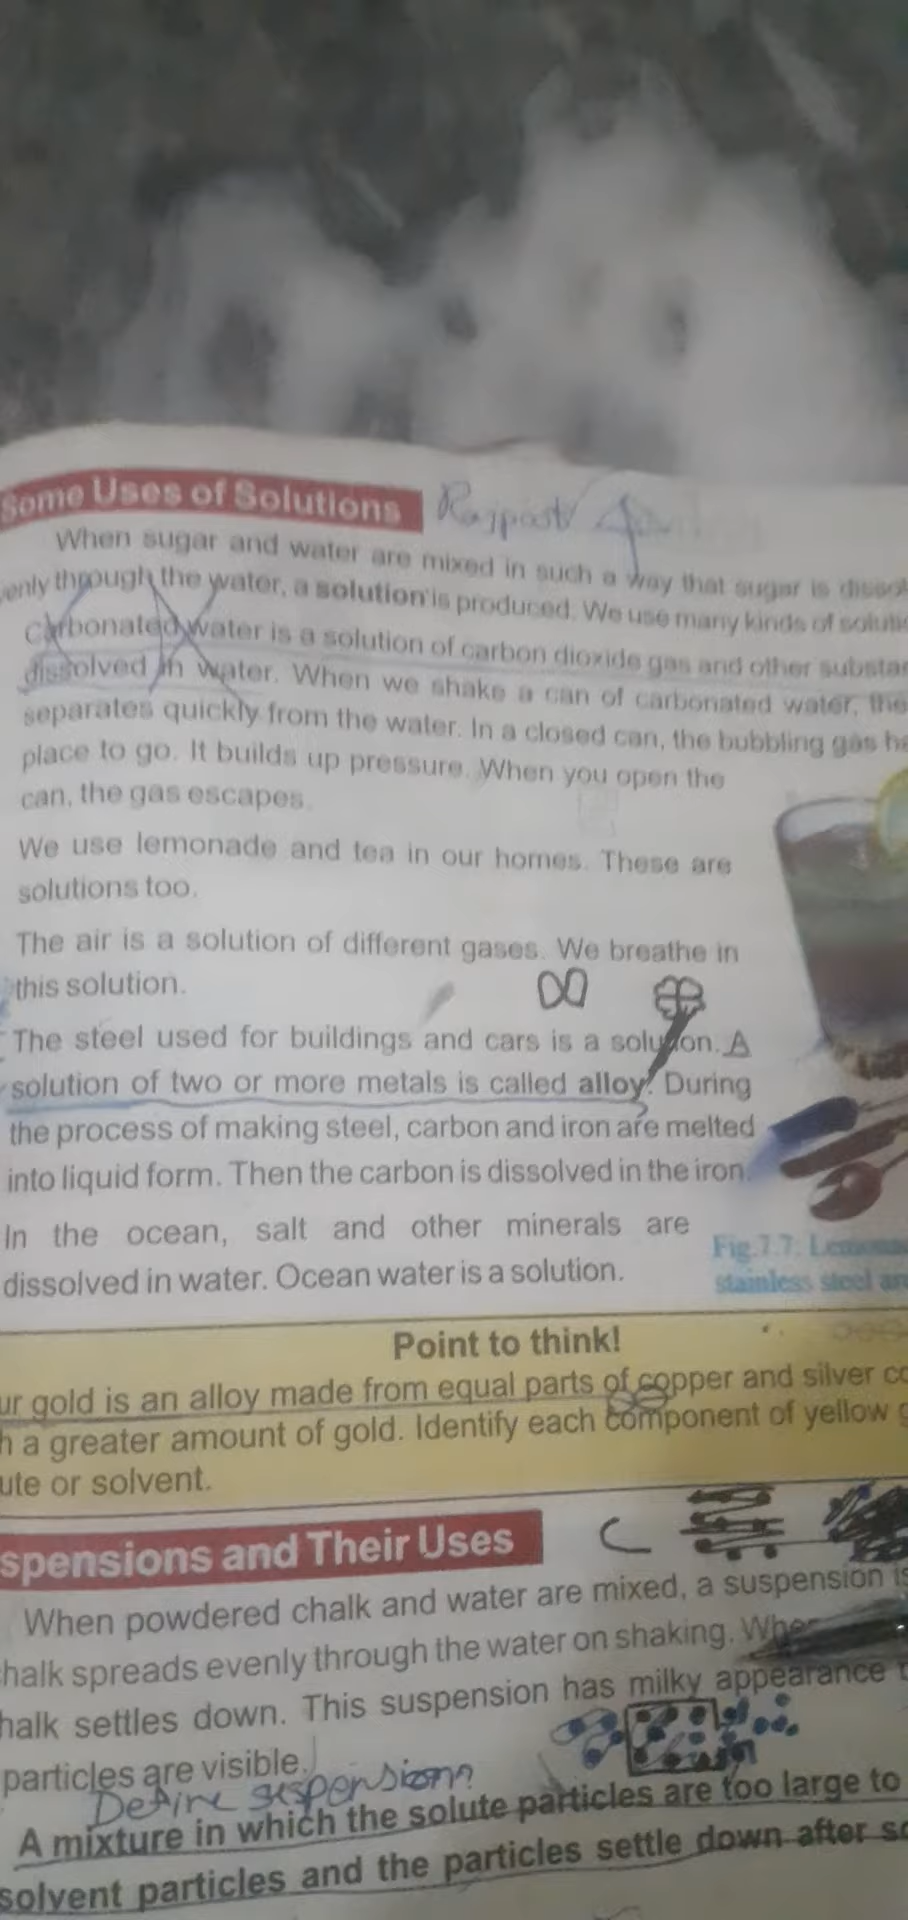 Some Uses of Solutions
When sugar and water are mixed in such a way that sugar is
through the water, a solution is produced. We use many kinds of
Carbonated water is a solution of carbon dioxide gas and other
dissolved in water. When we shake a can of carbonated water, the
separates quickly from the water. In a closed can, the bubbling gas
place to go. It builds up pressure. When you open the
can, the gas escapes.
We use lemonade and tea in our homes. These are
solutions too.
The air is a solution of different gases. We breathe in
this solution.
The steel used for buildings and cars is a solution. A
solution of two or more metals is called alloy. During
the process of making steel, carbon and iron are melted
into liquid form. Then the carbon is dissolved in the iron.
In the ocean, salt and other minerals are
dissolved in water. Ocean water is a solution.
Fig.7.7:
stainless steel
Point to think!
gold is an alloy made from equal parts of copper and silver
a greater amount of gold. Identify each component of yellow
or solvent.
spensions and Their Uses
When powdered chalk and water are mixed, a suspension is
halk spreads evenly through the water on shaking.
halk settles down. This suspension has milky appearance
particles are visible.
Define suspension?
A mixture in which the solute particles are too large to
solvent particles and the particles settle down after